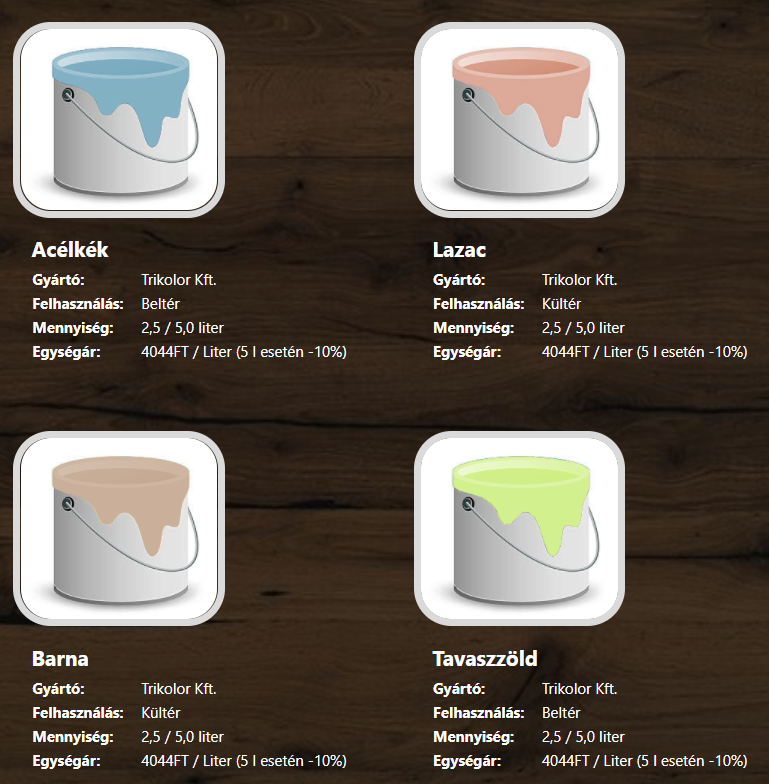 Acélkék
Gyártó: Trikolor Kft.
Felhasználás: Beltér
Mennyiség: 2,5 / 5,0 liter
Egységár: 4044FT / Liter (5 l esetén -10%)
Lazac
Gyártó: Trikolor Kft.
Felhasználás: Kültér
Mennyiség: 2,5 / 5,0 liter
Egységár: 4044FT / Liter (5 l esetén -10%)
Barna
Gyártó: Trikolor Kft.
Felhasználás: Kültér
Mennyiség: 2,5 / 5,0 liter
Egységár: 4044FT / Liter (5 l esetén -10%)
Tavaszzöld
Gyártó: Trikolor Kft.
Felhasználás: Beltér
Mennyiség: 2,5 / 5,0 liter
Egységár: 4044FT / Liter (5 l esetén -10%)